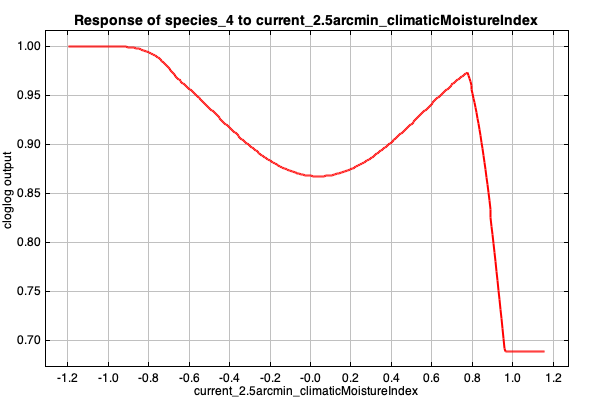 Response of species_4 to current_2.5arcmin_climaticMoistureIndex
cloglog output
1.00
0.95
0.90
0.85
0.80
0.75
0.70
-1.2 -1.0 -0.8 -0.6 -0.4 -0.2 -0.0 0.2 0.4 0.6 0.8 1.0 1.2
current_2.5arcmin_climaticMoistureIndex